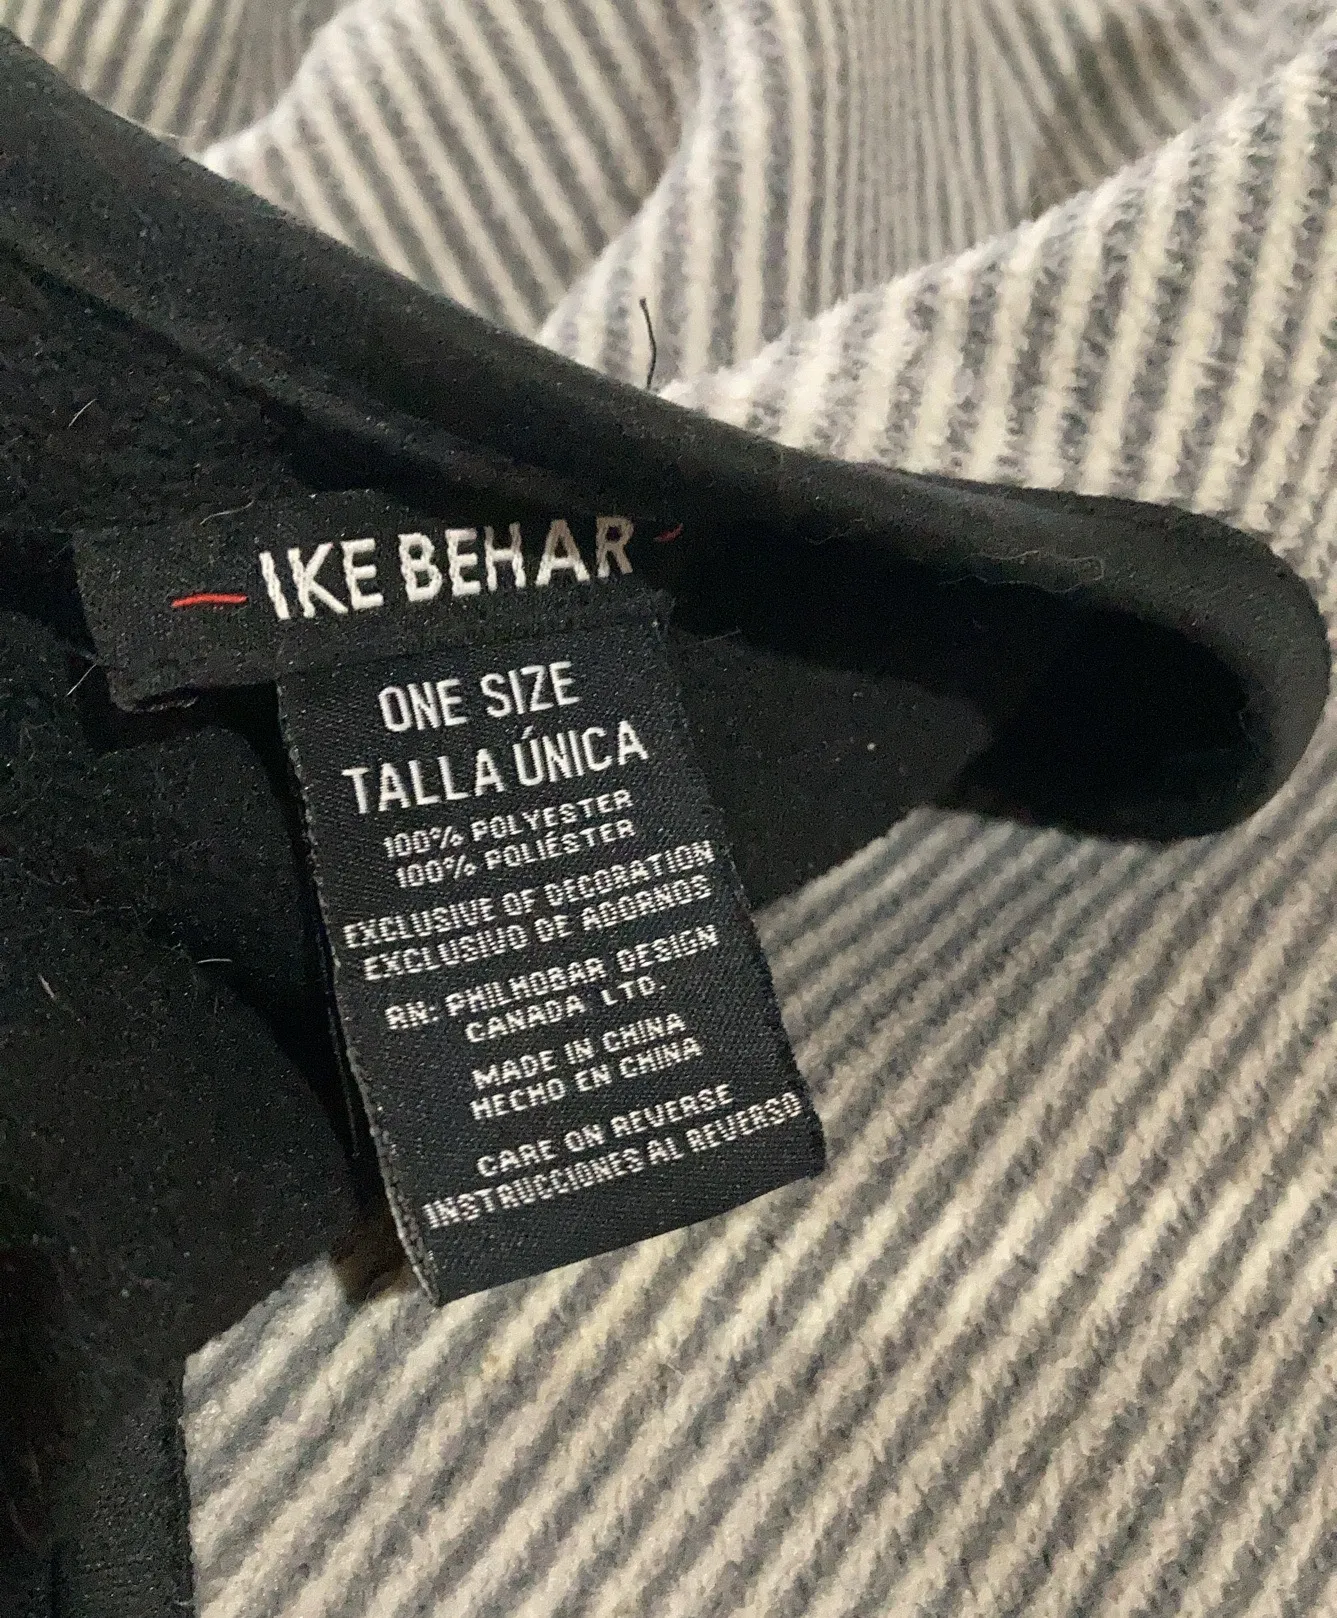 IKE BEHAR
ONE SIZE
TALLA ÚNICA
100% POLYESTER
100% POLIÉSTER
EXCLUSIVE OF DECORATION
EXCLUSIVO DE ADORNOS
RN: PHILHOBAR DESIGN
CANADA LTD.
MADE IN CHINA
HECHO EN CHINA
CARE ON REVERSE
INSTRUCCIONES AL REVERSO